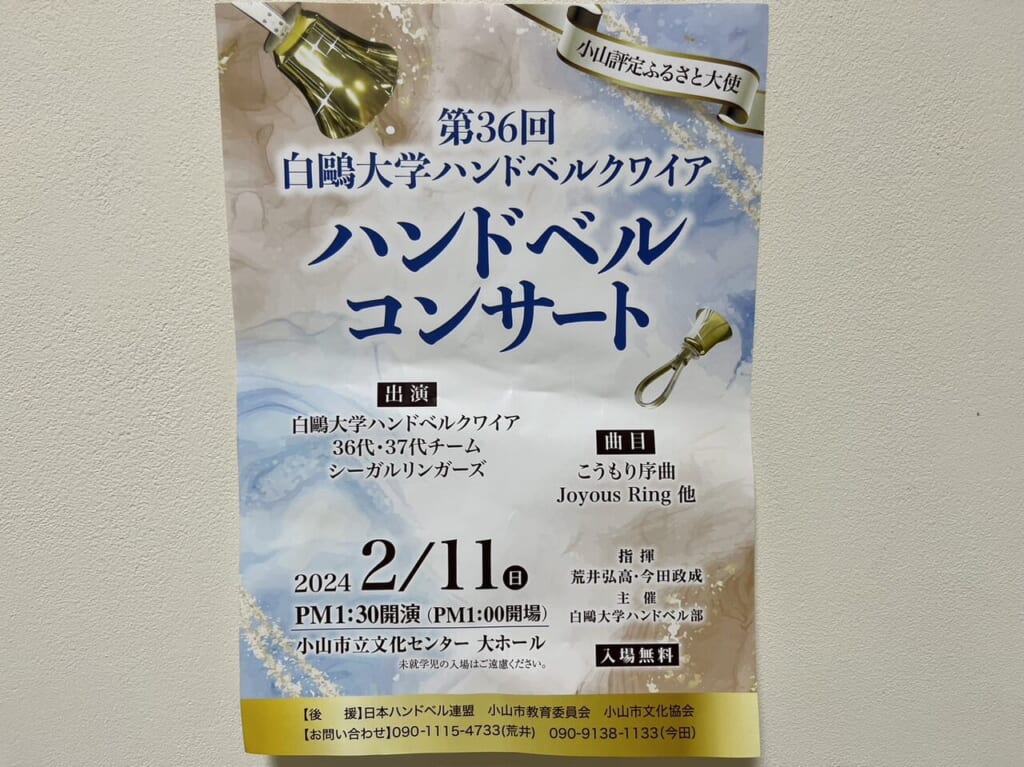 小山評定ふるさと大使
第36回
白鷗大学ハンドベルクワイア
ハンドベル
コンサート
出演
白鷗大学ハンドベルクワイア
36代・37代チーム
シーガルリンガーズ
曲目
こうもり序曲
Joyous Ring 他
2024 2/11日
PM1:30開演(PM1:00開場)
小山市立文化センター 大ホール
未就学児の入場はご遠慮ください。
指揮
荒井弘高・今田政成
主催
白鷗大学ハンドベル部
入場無料
【後 援】日本ハンドベル連盟 小山市教育委員会 小山市文化協会
【お問い合わせ】090-1115-4733(荒井) 090-9138-1133(今田)